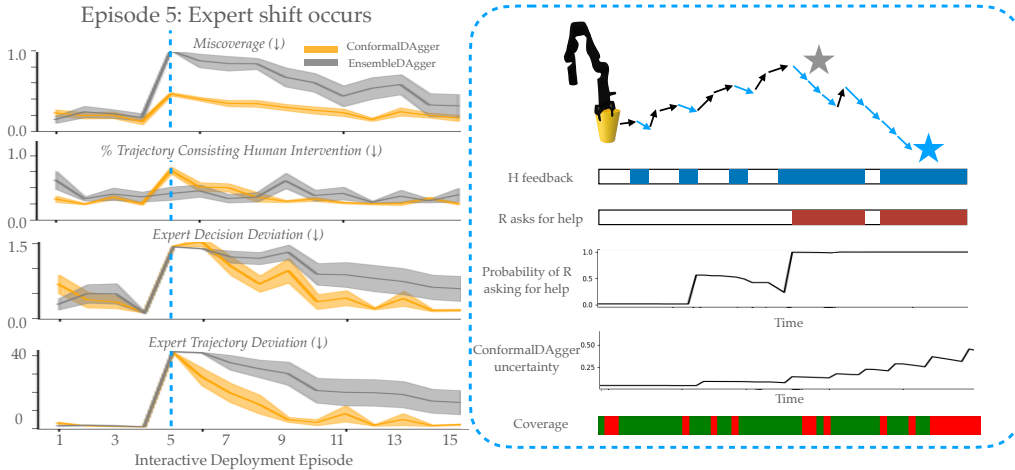 Episode 5: Expert shift occurs
Miscoverage (↓)
ConformalDAgger
EnsembleDAgger
1.0
0.0
% Trajectory Consisting Human Intervention (↓)
1.0
0.0
Expert Decision Deviation (↓)
1.5
0.0
Expert Trajectory Deviation (↓)
40
0
1 3 5 7 9 11 13 15
Interactive Deployment Episode
H feedback
R asks for help
Probability of R
asking for help
1.0
0.5
0.0
Time
ConformalDAgger
uncertainty
0.50
0.25
Time
Coverage